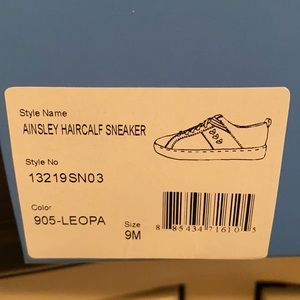 Style Name
AINSLEY HAIRCALF SNEAKER
Style No
13219SN03
Color
905-LEOPA
Size
9M
8 85434 71610 5